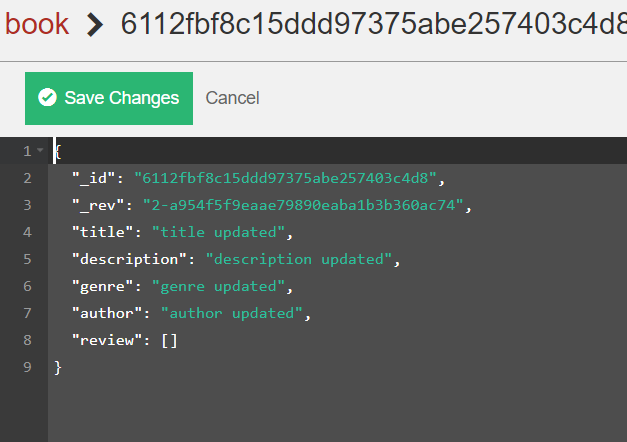 book > 6112fbf8c15ddd97375abe257403c4d8
Save Changes Cancel
1 {
2 "_id": "6112fbf8c15ddd97375abe257403c4d8",
3 "_rev": "2-a954f5f9eaae79890eaba1b3b360ac74",
4 "title": "title updated",
5 "description": "description updated",
6 "genre": "genre updated",
7 "author": "author updated",
8 "review": []
9 }